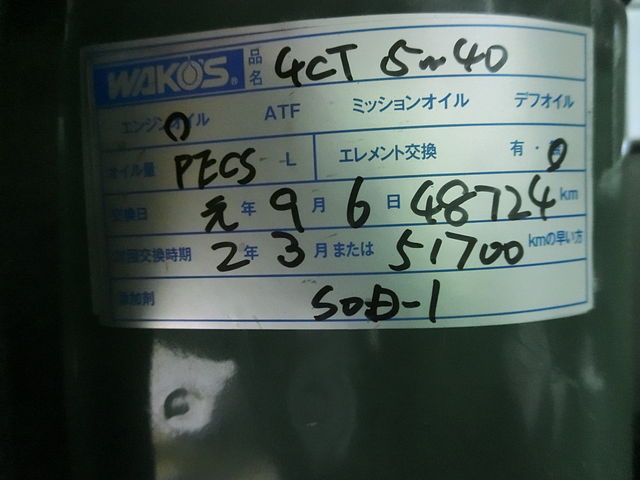 WAKO'S® 品名 4CT 5~40
エンジンオイル ATF ミッションオイル デフオイル
オイル量 PECS L エレメント交換 有・
交換日 元年 9月 6日 48724 km
次回交換時期 2年 3月または 51700 kmの早い方
添加剤 SOD-1